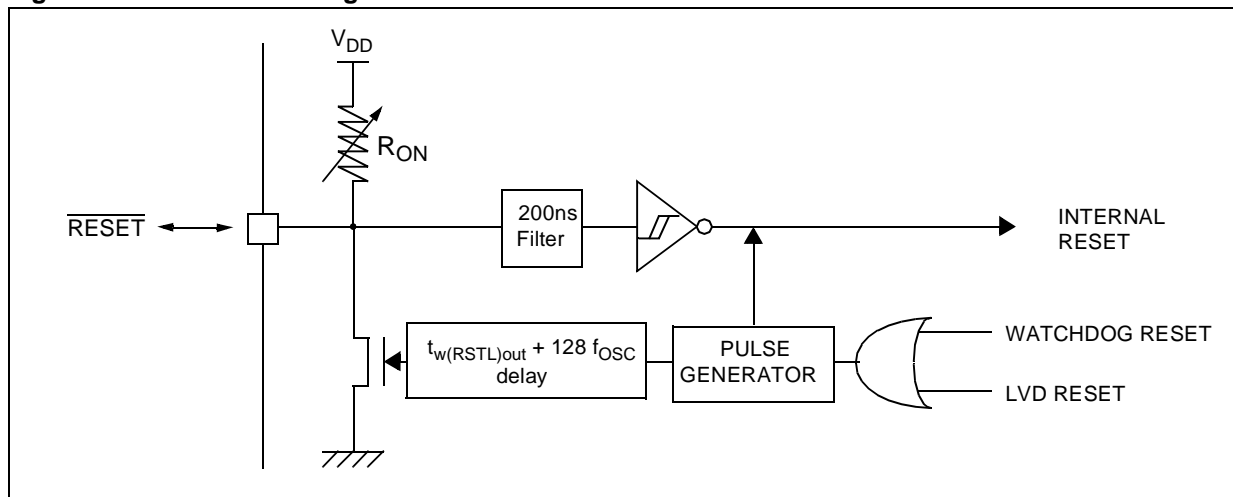 V_DD
R_ON
RESET
200ns
Filter
INTERNAL
RESET
t_w(RSTL)out + 128 f_OSC
delay
PULSE
GENERATOR
WATCHDOG RESET
LVD RESET